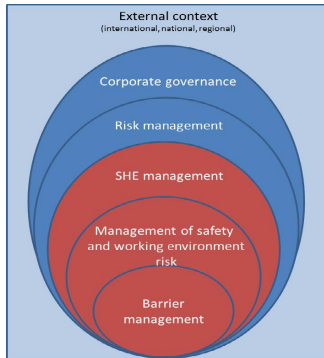 External context
(international, national, regional)
Corporate governance
Risk management
SHE management
Management of safety
and working environment
risk
Barrier
management